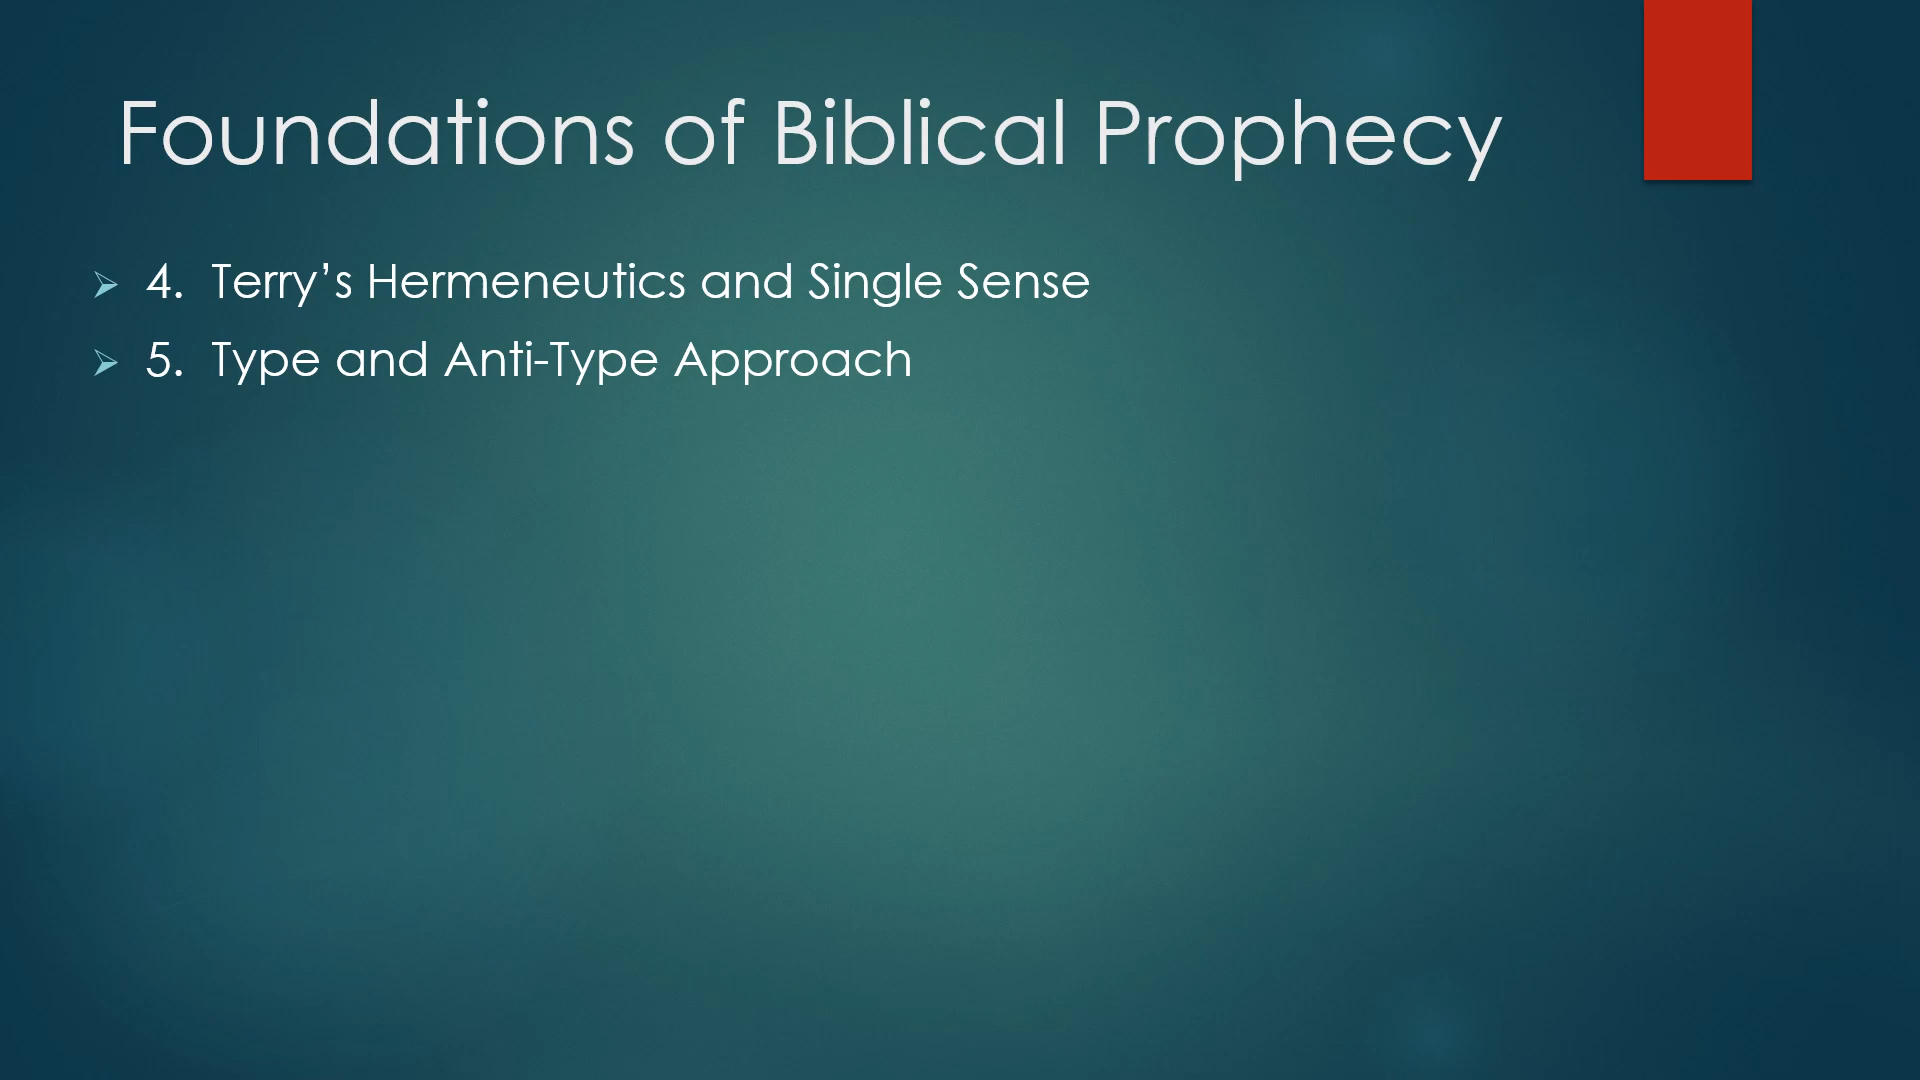 Foundations of Biblical Prophecy
4. Terry’s Hermeneutics and Single Sense
5. Type and Anti-Type Approach